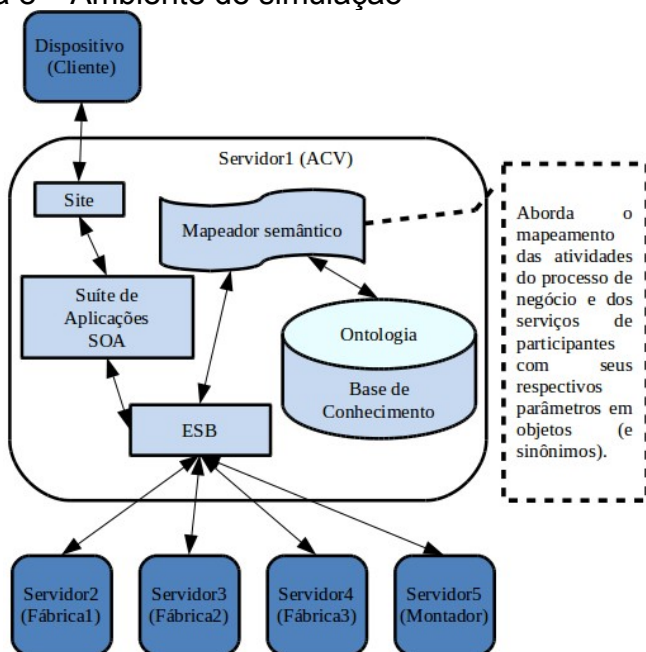 Ambiente de simulação
Dispositivo
(Cliente)
Servidor1 (ACV)
Site
Mapeador semântico
Suíte de
Aplicações
SOA
Ontologia
Base de
Conhecimento
ESB
Aborda o
mapeamento
das atividades
do processo de
negócio e dos
serviços de
participantes
com seus
respectivos
parâmetros em
objetos (e
sinônimos).
Servidor2
(Fábrica1)
Servidor3
(Fábrica2)
Servidor4
(Fábrica3)
Servidor5
(Montador)